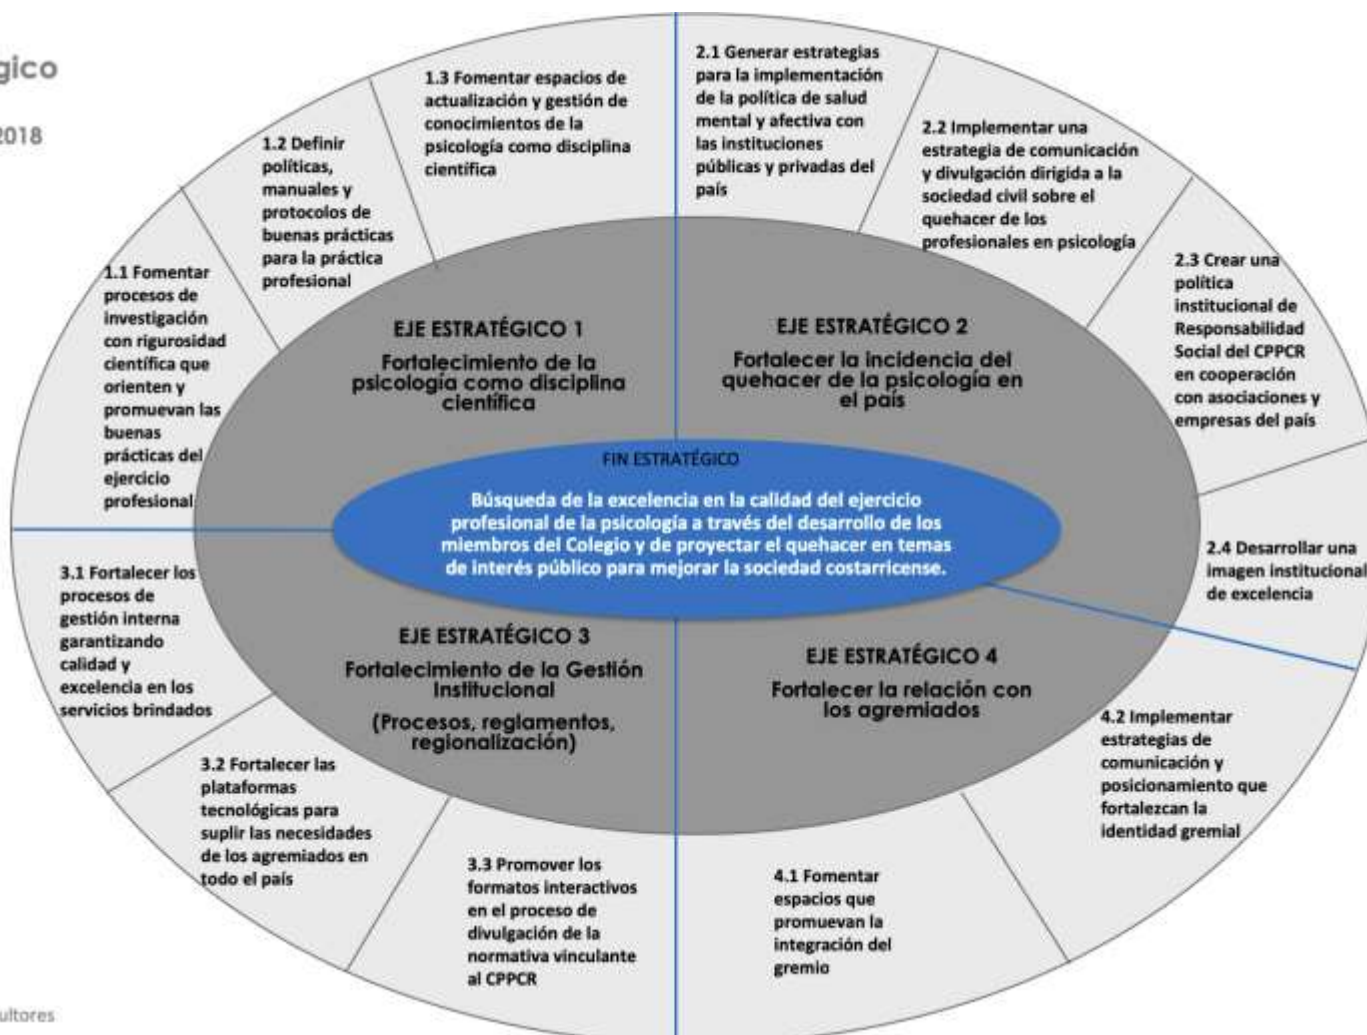 gico
2018
1.1 Fomentar
procesos de
investigación
con rigurosidad
científica que
orienten y
promuevan las
buenas
prácticas del
ejercicio
profesional
1.2 Definir
políticas,
manuales y
protocolos de
buenas prácticas
para la práctica
profesional
1.3 Fomentar espacios de
actualización y gestión de
conocimientos de la
psicología como disciplina
científica
2.1 Generar estrategias
para la implementación
de la política de salud
mental y afectiva con
las instituciones
públicas y privadas del
país
2.2 Implementar una
estrategia de comunicación
y divulgación dirigida a la
sociedad civil sobre el
quehacer de los
profesionales en psicología
2.3 Crear una
política
institucional de
Responsabilidad
Social del CPPCR
en cooperación
con asociaciones y
empresas del país
2.4 Desarrollar una
imagen institucional
de excelencia
EJE ESTRATÉGICO 1
Fortalecimiento de la
psicología como disciplina
científica
EJE ESTRATÉGICO 2
Fortalecer la incidencia del
quehacer de la psicología en
el país
FIN ESTRATÉGICO
Búsqueda de la excelencia en la calidad del ejercicio
profesional de la psicología a través del desarrollo de los
miembros del Colegio y de proyectar el quehacer en temas
de interés público para mejorar la sociedad costarricense.
EJE ESTRATÉGICO 3
Fortalecimiento de la Gestión
Institucional
(Procesos, reglamentos,
regionalización)
EJE ESTRATÉGICO 4
Fortalecer la relación con
los agremiados
3.1 Fortalecer los
procesos de
gestión interna
garantizando
calidad y
excelencia en los
servicios brindados
3.2 Fortalecer las
plataformas
tecnológicas para
suplir las necesidades
de los agremiados en
todo el país
3.3 Promover los
formatos interactivos
en el proceso de
divulgación de la
normativa vinculante
al CPPCR
4.1 Fomentar
espacios que
promuevan la
integración del
gremio
4.2 Implementar
estrategias de
comunicación y
posicionamiento que
fortalezcan la
identidad gremial
ultores